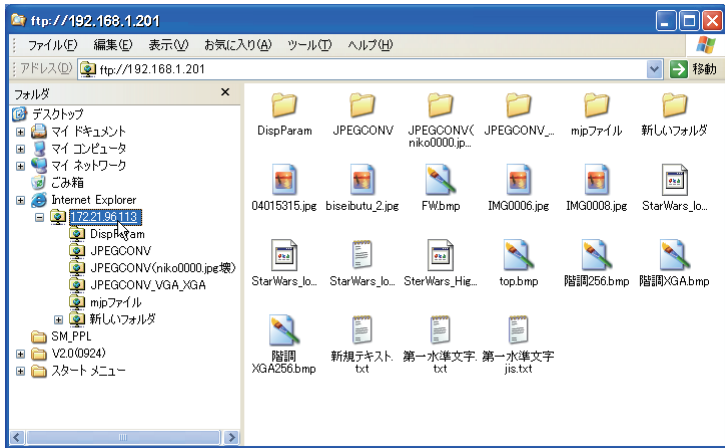 ftp://192.168.1.201
ファイル(F) 編集(E) 表示(V) お気に入り(A) ツール(T) ヘルプ(H)
アドレス(D) ftp://192.168.1.201 移動
フォルダ ×
デスクトップ
マイ ドキュメント
マイ コンピュータ
マイ ネットワーク
ごみ箱
Internet Explorer
172.21.96.113
DispParam
JPEGCONV
JPEGCONV(niko0000.jpg壊)
JPEGCONV_VGA_XGA
mjpファイル
新しいフォルダ
SM_PPL
V2.0(0924)
スタート メニュー
DispParam JPEGCONV JPEGCONV( JPEGCONV_... mjpファイル 新しいフォルダ
niko0000.jp...
04015315.jpg biseibutu_2.jpg FW.bmp IMG0006.jpg IMG0008.jpg StarWars_lo...
StarWars_lo... StarWars_lo... SterWars_Hig... top.bmp 階調256.bmp 階調XGA.bmp
階調 新規テキスト. 第一水準文字. 第一水準文字
XGA256.bmp txt txt jis.txt